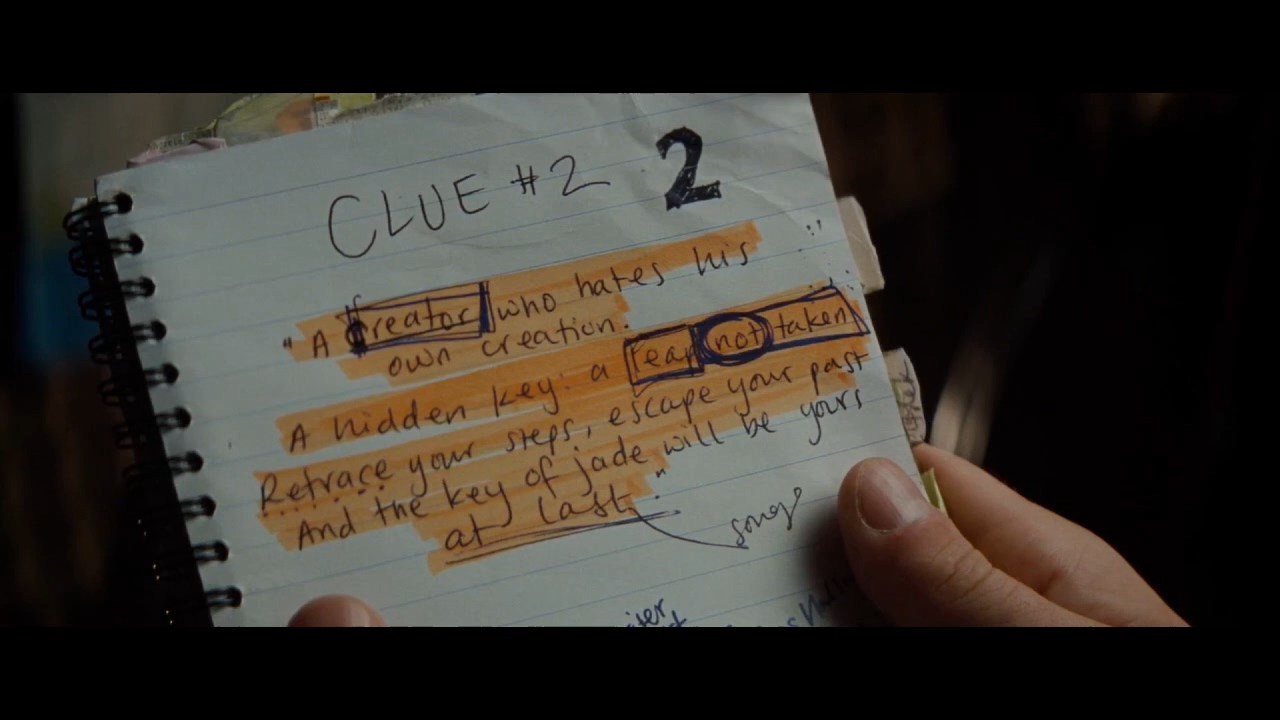 CLUE #2 2
"A Creator who hates his
own creation.
A hidden key: a leap not taken
Retrace your steps, escape your past
And the key of jade will be yours
at last."
song?